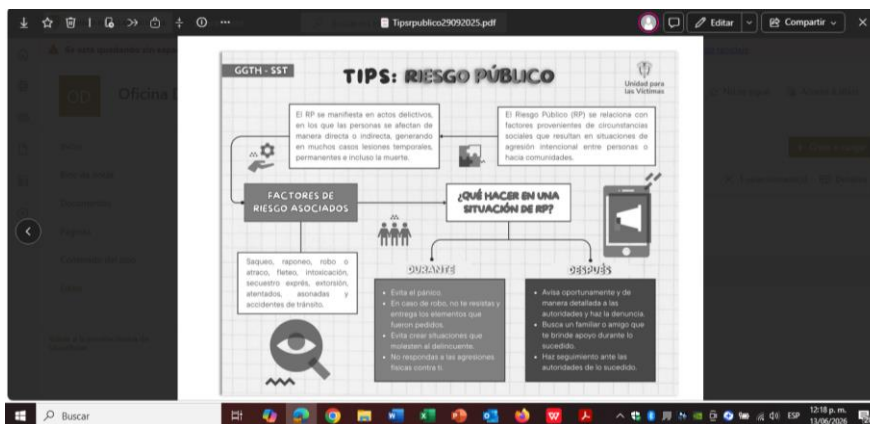 Tipsrpublico29092025.pdf
Editar
Compartir
GGTH - SST
TIPS: RIESGO PÚBLICO
Unidad para
las Víctimas
El RP se manifiesta en actos delictivos,
en los que las personas se afectan de
manera directa o indirecta, generando
en muchos casos lesiones temporales,
permanentes e incluso la muerte.
El Riesgo Público (RP) se relaciona con
factores provenientes de circunstancias
sociales que resultan en situaciones de
agresión intencional entre personas o
hacia comunidades.
FACTORES DE
RIESGO ASOCIADOS
¿QUÉ HACER EN UNA
SITUACIÓN DE RP?
Saqueo, raponeo, robo o
atraco, fleteo, intoxicación,
secuestro exprés, extorsión,
atentados, asonadas y
accidentes de tránsito.
DURANTE
• Evita el pánico.
• En caso de robo, no te resistas y
entrega los elementos que
fueron pedidos.
• Evita crear situaciones que
molesten al delincuente.
• No respondas a las agresiones
físicas contra ti.
DESPUÉS
• Avisa oportunamente y de
manera detallada a las
autoridades y haz la denuncia.
• Busca un familiar o amigo que
te brinde apoyo durante lo
sucedido.
• Haz seguimiento ante las
autoridades de lo sucedido.
OD
Oficina
Documentos
Buscar
ESP
12:18 p. m.
13/06/2026